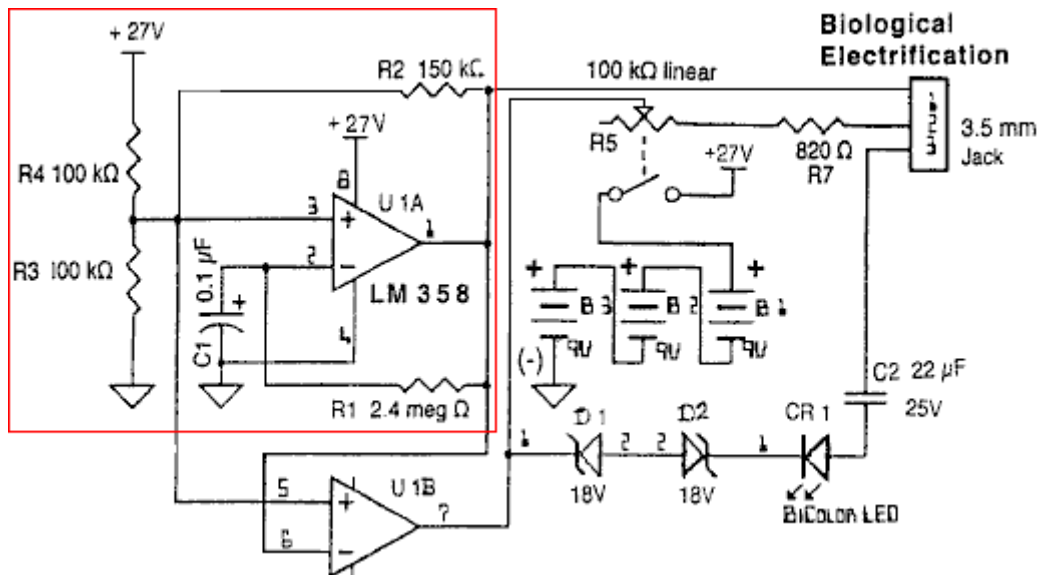 Biological
Electrification
+ 27V
R2 150 kΩ
100 kΩ linear
+27V
3.5 mm
Jack
R5
820 Ω
R7
+27V
R4 100 kΩ
8
U 1A
3
+
1
2
−
R3 100 kΩ
0.1 µF
+
C1
LM 358
4
+
+
+
B 3
B 2
B 1
9V
9V
9V
(-)
R1 2.4 meg Ω
C2 22 µF
25V
D 1
D2
CR 1
1
2
2
1
18V
18V
BiColor LED
5
+
U 1B
7
6
−